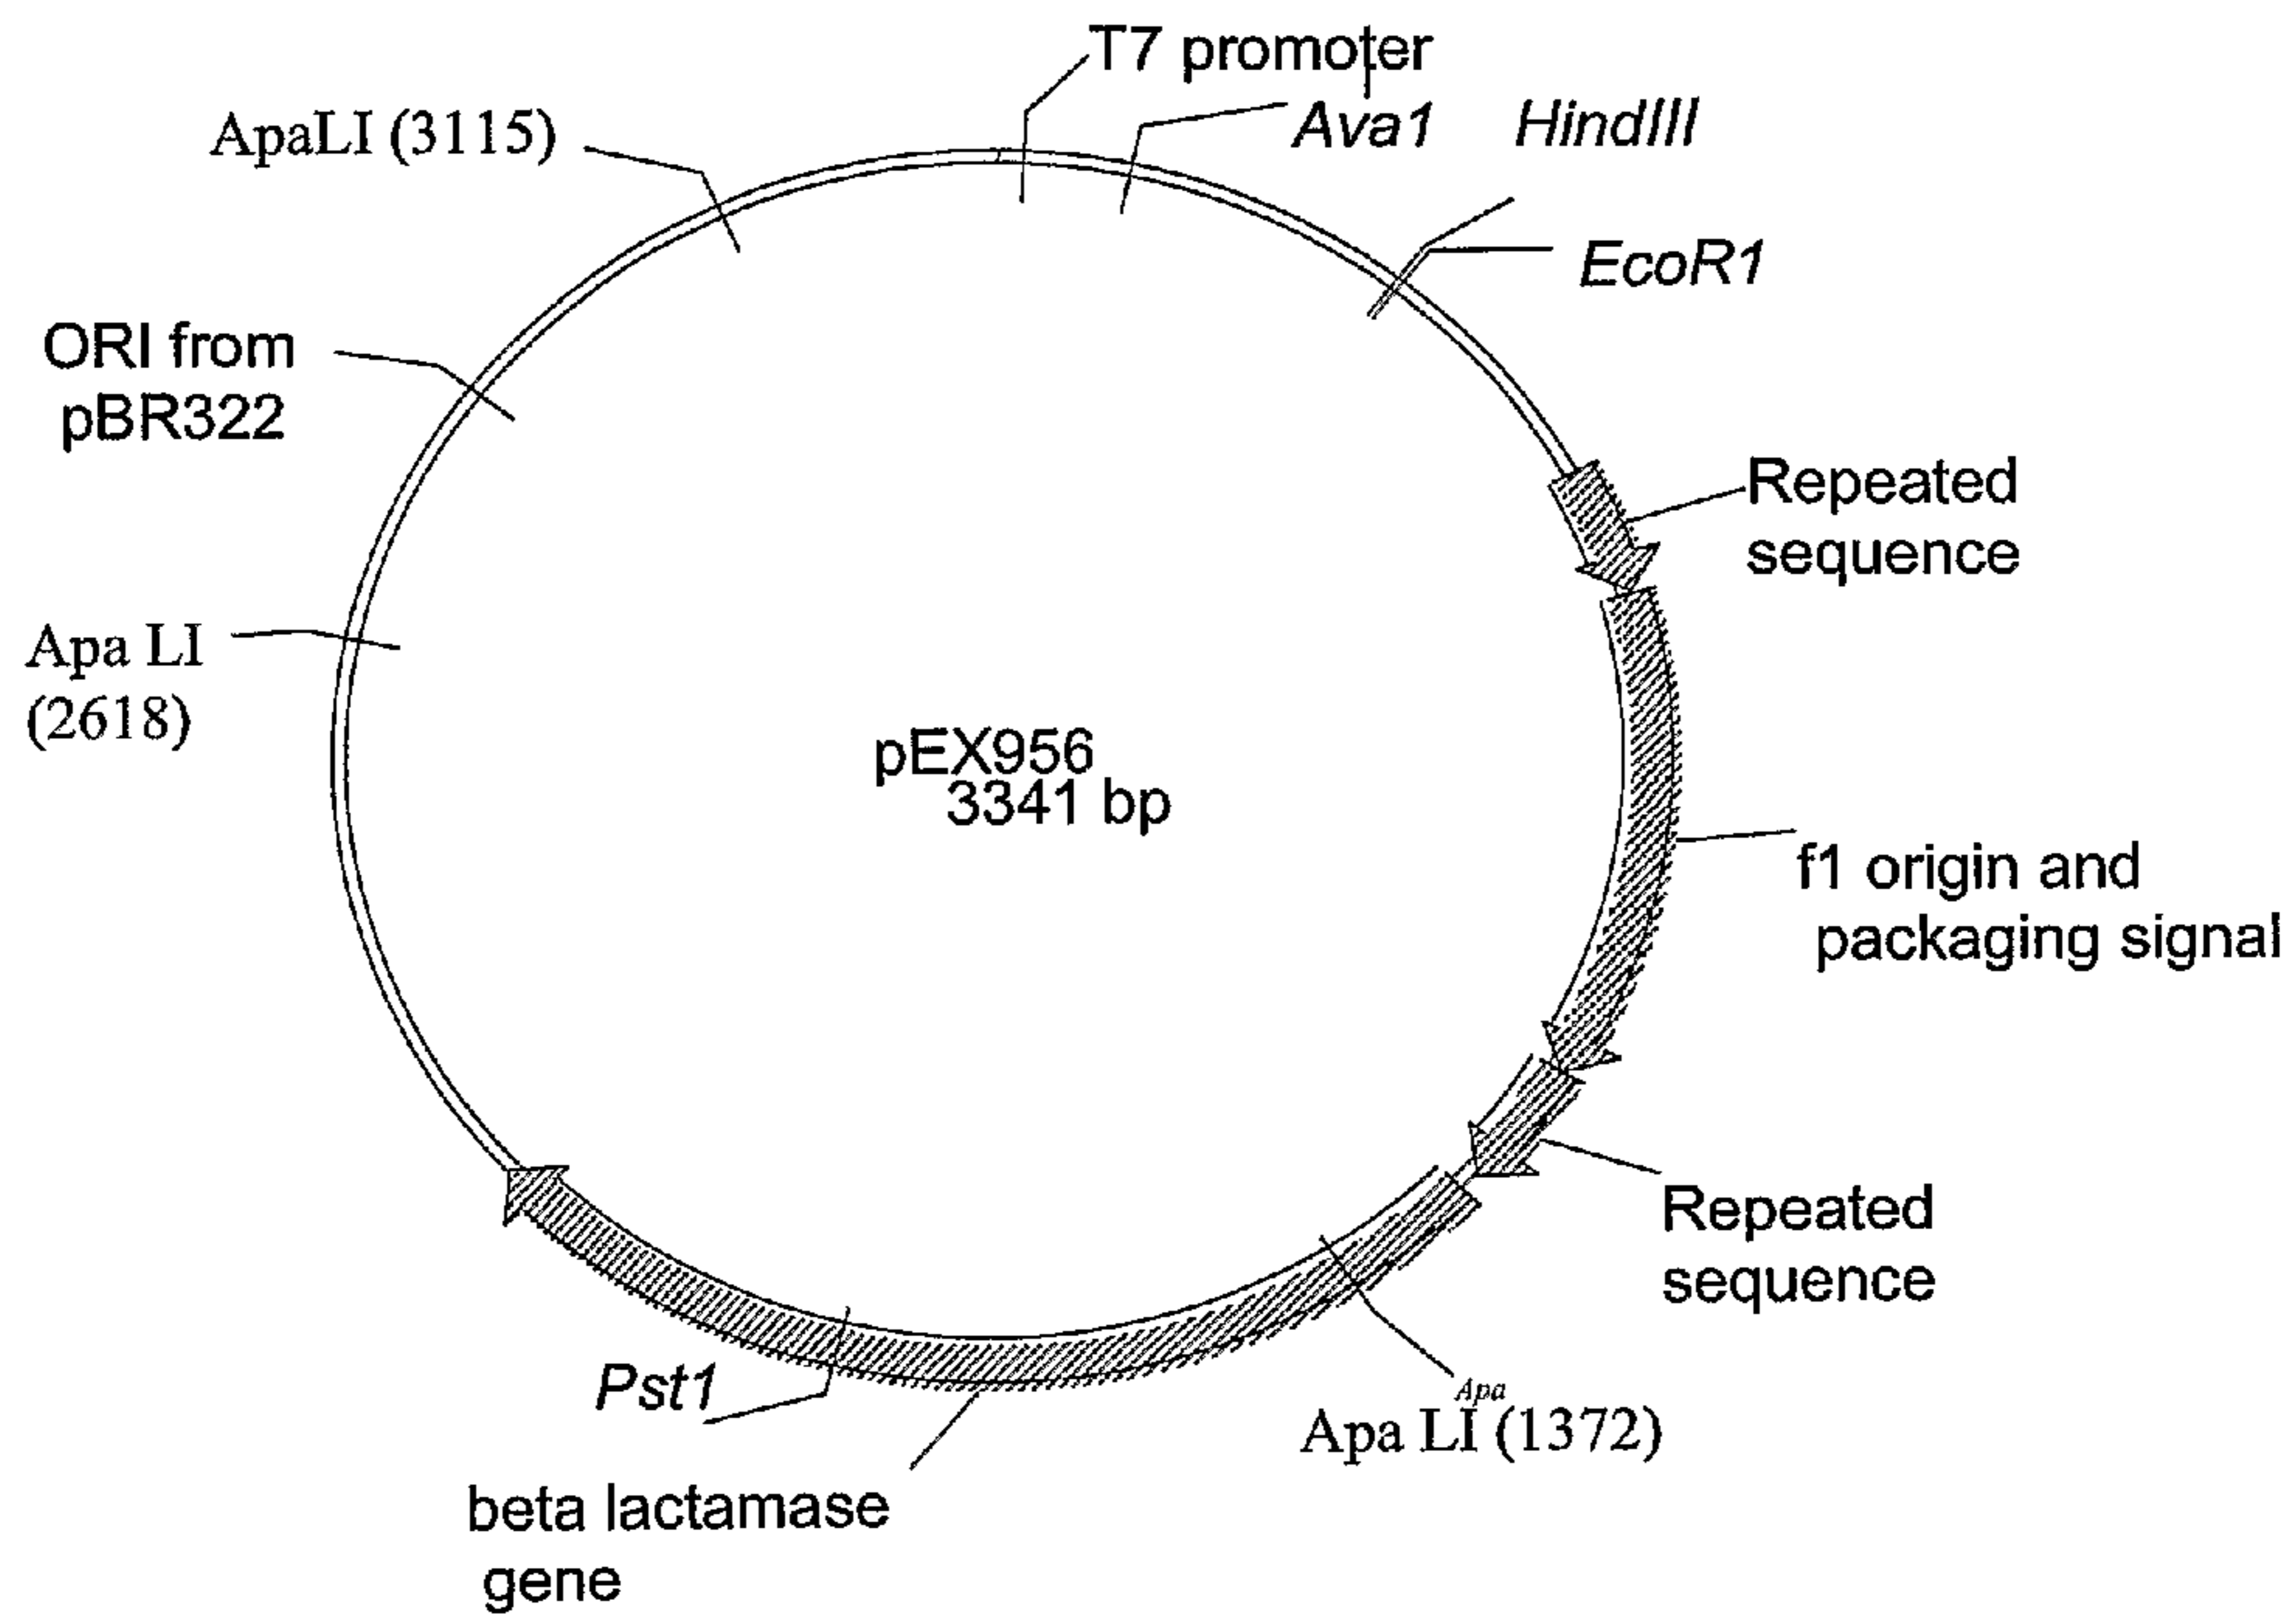 T7 promoter
ApaLI (3115)
Ava1
HindIII
EcoR1
ORI from
pBR322
Repeated
sequence
Apa LI
(2618)
pEX956
3341 bp
f1 origin and
packaging signal
Repeated
sequence
Pst1
Apa
Apa LI (1372)
beta lactamase
gene